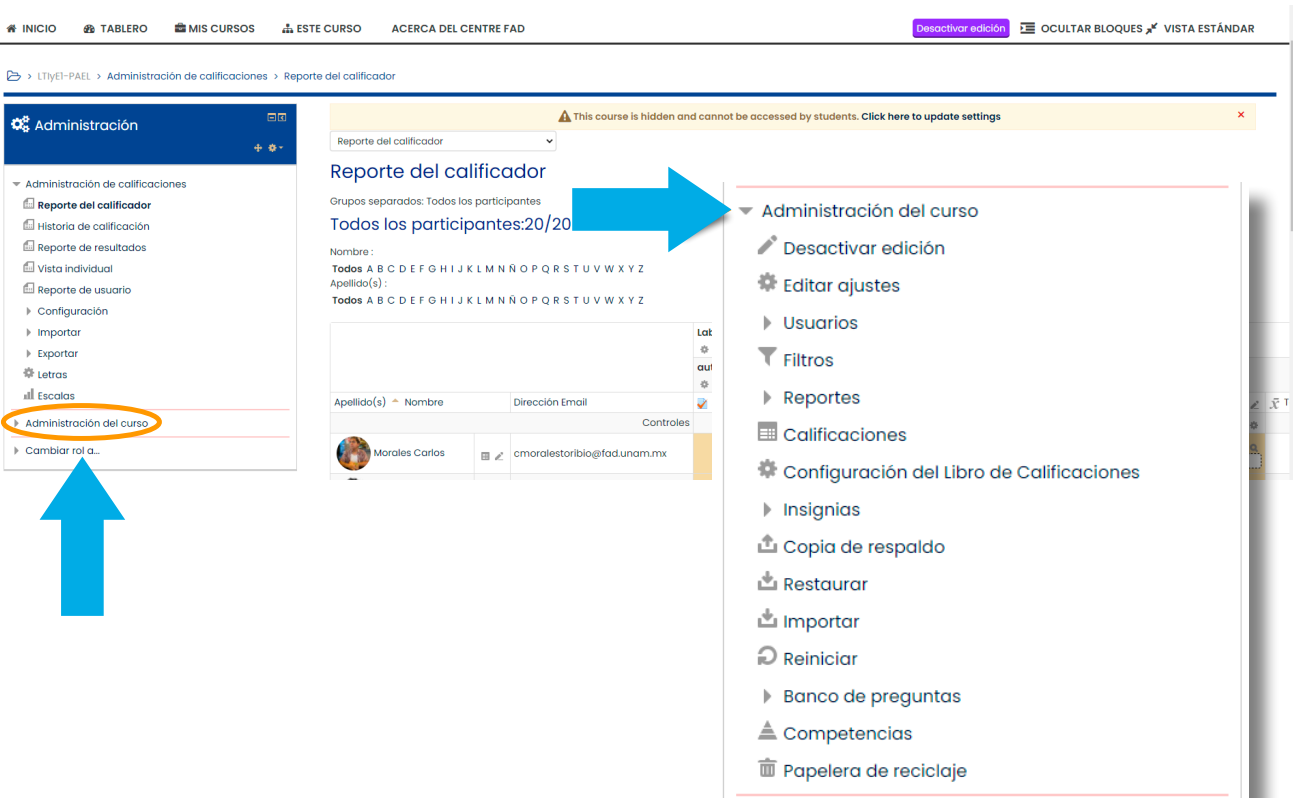 INICIO TABLERO MIS CURSOS ESTE CURSO ACERCA DEL CENTRE FAD Desactivar edición OCULTAR BLOQUES VISTA ESTÁNDAR
LTIyE1-PAEL > Administración de calificaciones > Reporte del calificador
Administración
Administración de calificaciones
Reporte del calificador
Historia de calificación
Reporte de resultados
Vista individual
Reporte de usuario
Configuración
Importar
Exportar
Letras
Escalas
Administración del curso
Cambiar rol a...
This course is hidden and cannot be accessed by students. Click here to update settings
Reporte del calificador
Reporte del calificador
Grupos separados: Todos los participantes
Todos los participantes:20/20
Nombre :
Todos A B C D E F G H I J K L M N Ñ O P Q R S T U V W X Y Z
Apellido(s) :
Todos A B C D E F G H I J K L M N Ñ O P Q R S T U V W X Y Z
Apellido(s) Nombre Dirección Email
Controles
Morales Carlos cmoralestoribio@fad.unam.mx
Administración del curso
Desactivar edición
Editar ajustes
Usuarios
Filtros
Reportes
Calificaciones
Configuración del Libro de Calificaciones
Insignias
Copia de respaldo
Restaurar
Importar
Reiniciar
Banco de preguntas
Competencias
Papelera de reciclaje